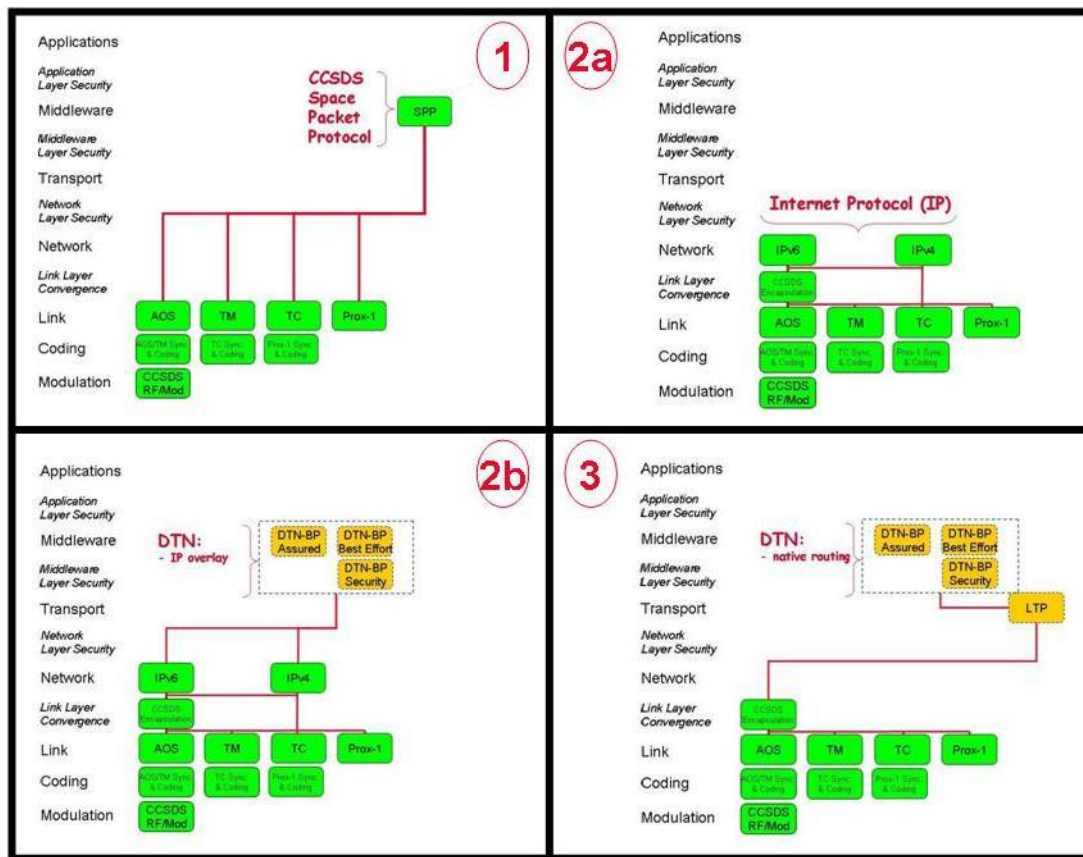 1
Applications
Application
Layer Security
Middleware
Middleware
Layer Security
Transport
Network
Layer Security
Network
Link Layer
Convergence
Link
Coding
Modulation
CCSDS
Space
Packet
Protocol
SPP
AOS
TM
TC
Prox-1
AOS/TM Sync.
& Coding
TC Sync.
& Coding
Prox-1 Sync.
& Coding
CCSDS
RF/Mod
2a
Applications
Application
Layer Security
Middleware
Middleware
Layer Security
Transport
Network
Layer Security
Network
Link Layer
Convergence
Link
Coding
Modulation
Internet Protocol (IP)
IPv6
IPv4
CCSDS
Encapsulation
AOS
TM
TC
Prox-1
AOS/TM Sync.
& Coding
TC Sync.
& Coding
Prox-1 Sync.
& Coding
CCSDS
RF/Mod
2b
Applications
Application
Layer Security
Middleware
Middleware
Layer Security
Transport
Network
Layer Security
Network
Link Layer
Convergence
Link
Coding
Modulation
DTN:
- IP overlay
DTN-BP
Assured
DTN-BP
Best Effort
DTN-BP
Security
IPv6
IPv4
CCSDS
Encapsulation
AOS
TM
TC
Prox-1
AOS/TM Sync.
& Coding
TC Sync.
& Coding
Prox-1 Sync.
& Coding
CCSDS
RF/Mod
3
Applications
Application
Layer Security
Middleware
Middleware
Layer Security
Transport
Network
Layer Security
Network
Link Layer
Convergence
Link
Coding
Modulation
DTN:
- native routing
DTN-BP
Assured
DTN-BP
Best Effort
DTN-BP
Security
LTP
CCSDS
Encapsulation
AOS
TM
TC
Prox-1
AOS/TM Sync.
& Coding
TC Sync.
& Coding
Prox-1 Sync.
& Coding
CCSDS
RF/Mod